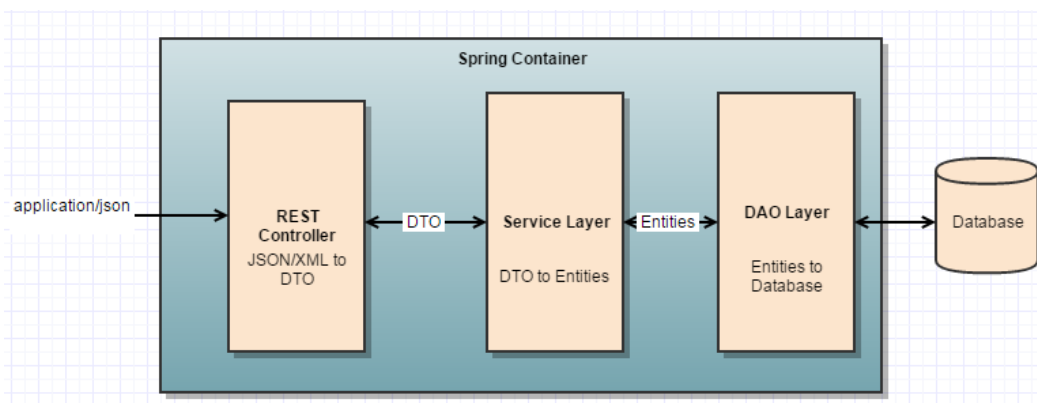 Spring Container
application/json
REST
Controller
JSON/XML to
DTO
DTO
Service Layer
DTO to Entities
Entities
DAO Layer
Entities to
Database
Database